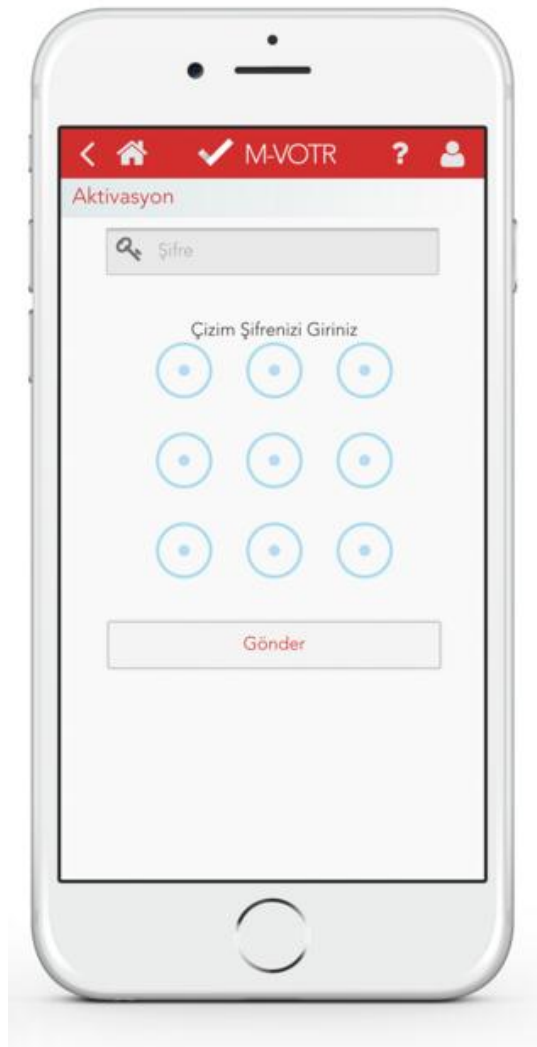 M-VOTR ?
Aktivasyon
Şifre
Çizim Şifrenizi Giriniz
Gönder